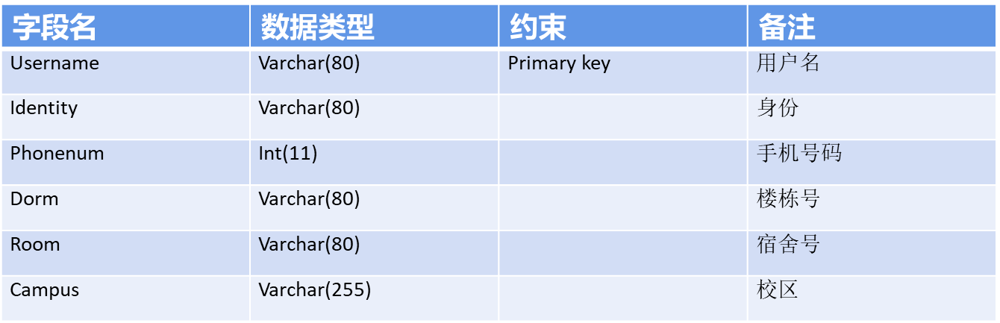 字段名 数据类型 约束 备注
Username Varchar(80) Primary key 用户名
Identity Varchar(80) 身份
Phonenum Int(11) 手机号码
Dorm Varchar(80) 楼栋号
Room Varchar(80) 宿舍号
Campus Varchar(255) 校区